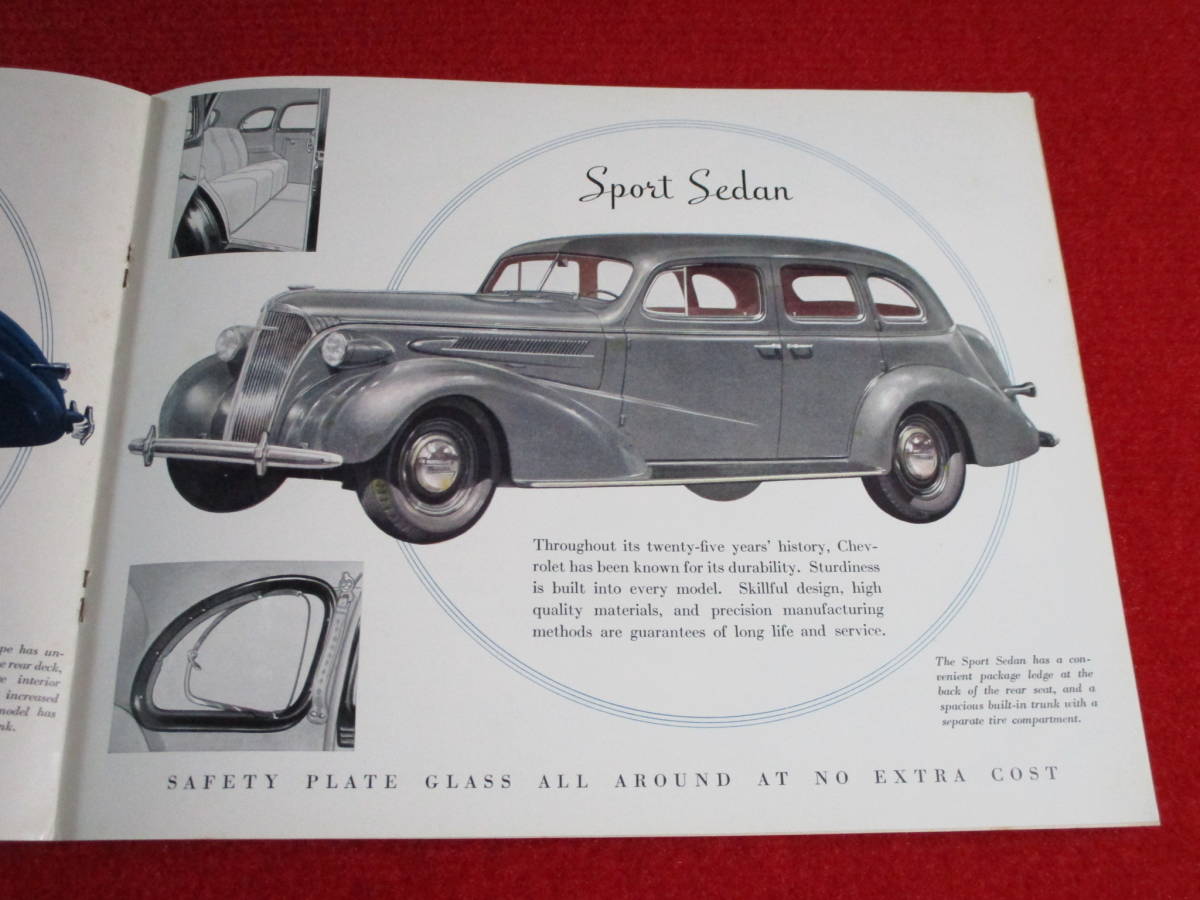 pe has un-
e rear deck,
e interior
increased
model has
nk.
Sport Sedan
Throughout its twenty-five years' history, Chev-
rolet has been known for its durability. Sturdiness
is built into every model. Skillful design, high
quality materials, and precision manufacturing
methods are guarantees of long life and service.
The Sport Sedan has a con-
venient package ledge at the
back of the rear seat, and a
spacious built-in trunk with a
separate tire compartment.
SAFETY PLATE GLASS ALL AROUND AT NO EXTRA COST